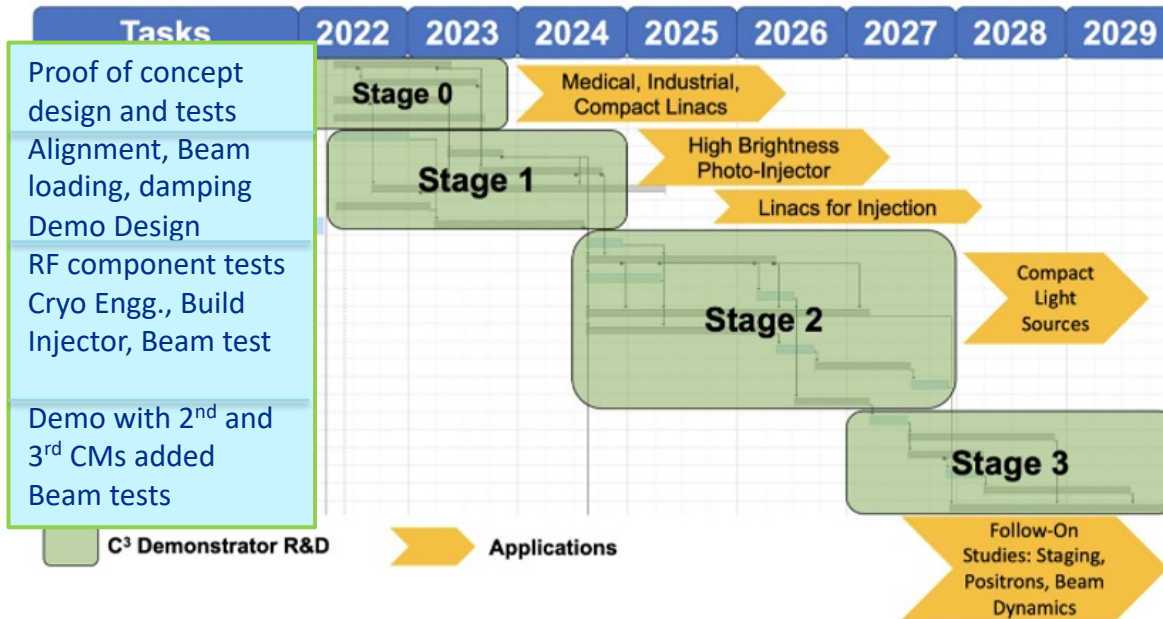 Tasks 2022 2023 2024 2025 2026 2027 2028 2029
Proof of concept
design and tests
Alignment, Beam
loading, damping
Demo Design
RF component tests
Cryo Engg., Build
Injector, Beam test
Demo with 2nd and
3rd CMs added
Beam tests
Stage 0
Medical, Industrial,
Compact Linacs
Stage 1
High Brightness
Photo-Injector
Linacs for Injection
Stage 2
Compact
Light
Sources
Stage 3
C³ Demonstrator R&D
Applications
Follow-On
Studies: Staging,
Positrons, Beam
Dynamics